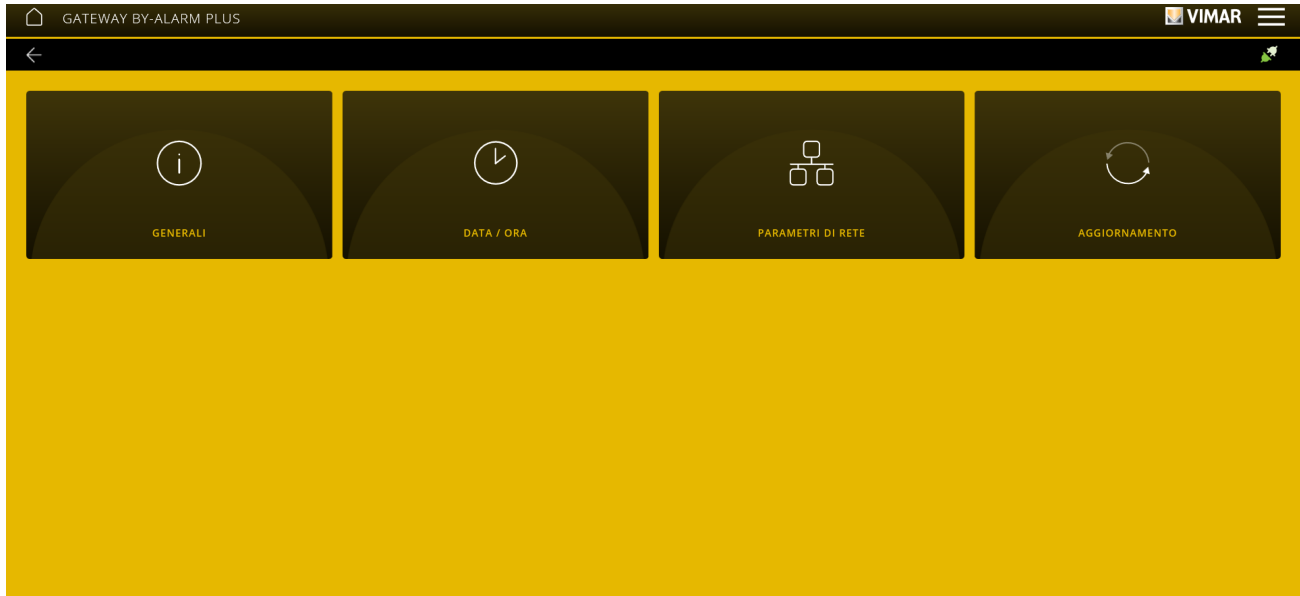 GATEWAY BY-ALARM PLUS
VIMAR
GENERALI
DATA / ORA
PARAMETRI DI RETE
AGGIORNAMENTO